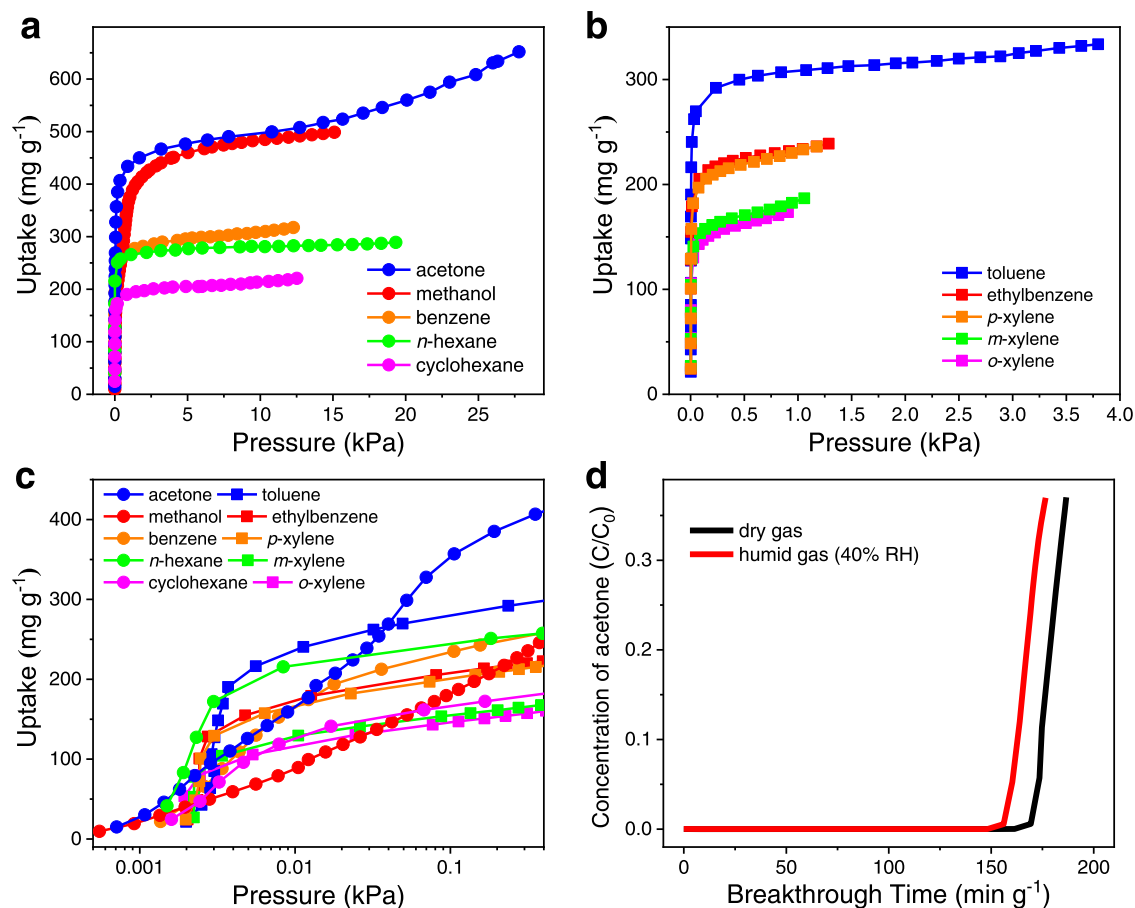 a
600
500
400
300
200
100
0
Uptake (mg g⁻¹)
acetone
methanol
benzene
n-hexane
cyclohexane
0 5 10 15 20 25
Pressure (kPa)
b
300
200
100
0
Uptake (mg g⁻¹)
toluene
ethylbenzene
p-xylene
m-xylene
o-xylene
0.0 0.5 1.0 1.5 2.0 2.5 3.0 3.5 4.0
Pressure (kPa)
c
acetone toluene
methanol ethylbenzene
benzene p-xylene
n-hexane m-xylene
cyclohexane o-xylene
400
300
200
100
0
Uptake (mg g⁻¹)
0.001 0.01 0.1
Pressure (kPa)
d
dry gas
humid gas (40% RH)
0.3
0.2
0.1
0.0
Concentration of acetone (C/C₀)
0 50 100 150 200
Breakthrough Time (min g⁻¹)